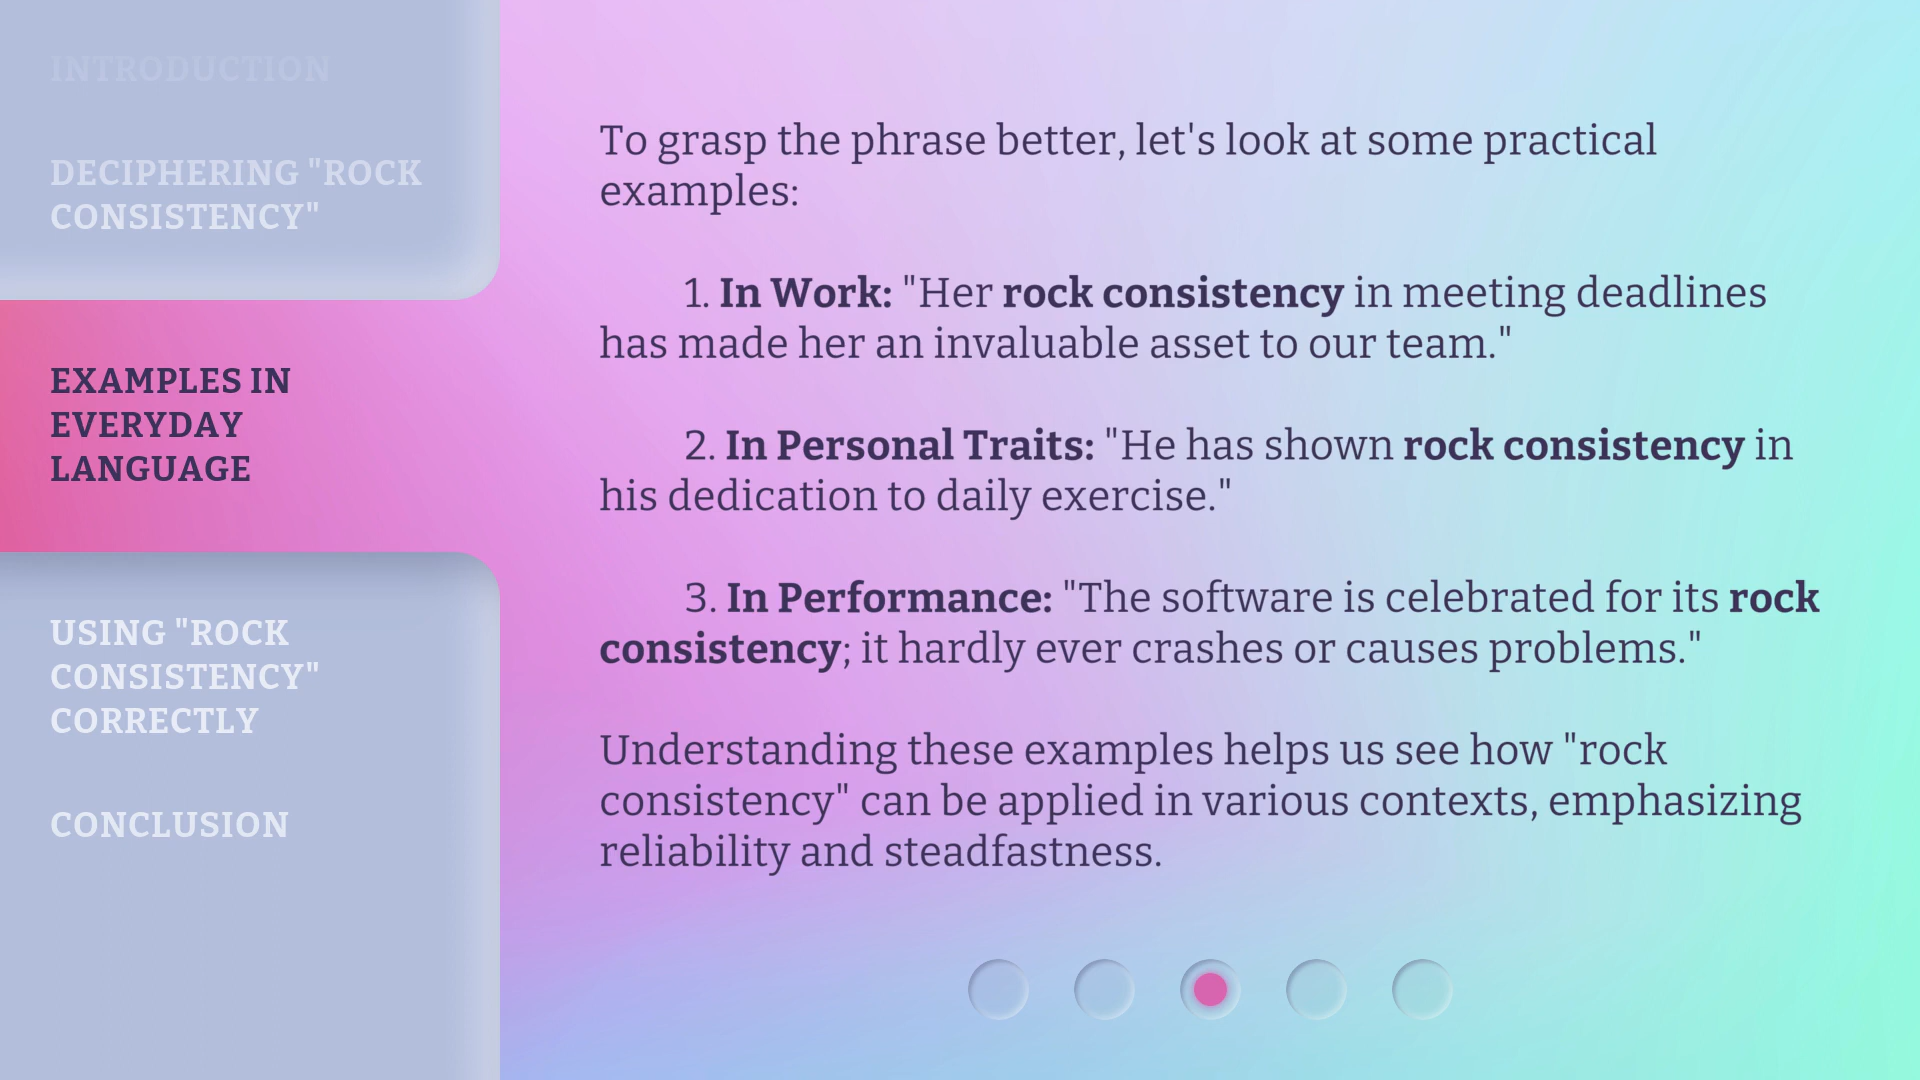 INTRODUCTION
DECIPHERING "ROCK
CONSISTENCY"
EXAMPLES IN
EVERYDAY
LANGUAGE
USING "ROCK
CONSISTENCY"
CORRECTLY
CONCLUSION
To grasp the phrase better, let's look at some practical
examples:
1. In Work: "Her rock consistency in meeting deadlines
has made her an invaluable asset to our team."
2. In Personal Traits: "He has shown rock consistency in
his dedication to daily exercise."
3. In Performance: "The software is celebrated for its rock
consistency; it hardly ever crashes or causes problems."
Understanding these examples helps us see how "rock
consistency" can be applied in various contexts, emphasizing
reliability and steadfastness.